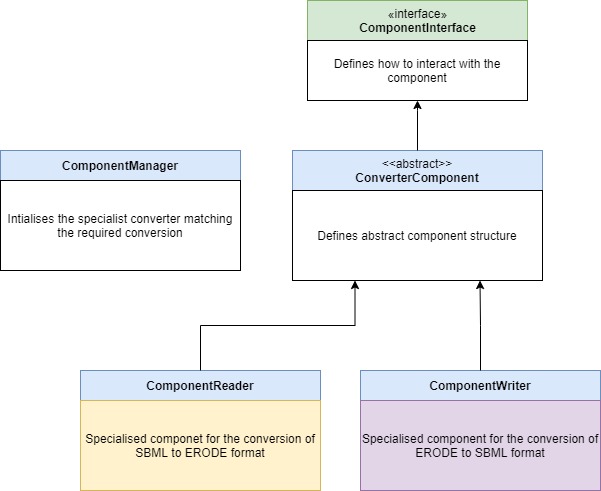 «interface»
ComponentInterface
Defines how to interact with the
component
ComponentManager
Intialises the specialist converter matching
the required conversion
<<abstract>>
ConverterComponent
Defines abstract component structure
ComponentReader
Specialised componet for the conversion of
SBML to ERODE format
ComponentWriter
Specialised component for the conversion of
ERODE to SBML format